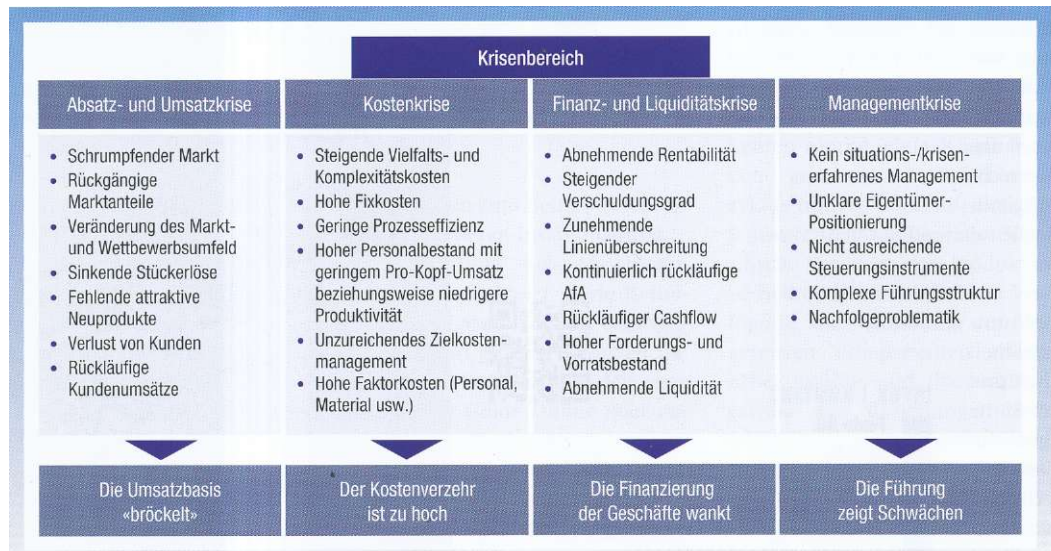 Krisenbereich
Absatz- und Umsatzkrise
Schrumpfender Markt
Rückgängige
Marktanteile
Veränderung des Markt-
und Wettbewerbsumfeld
Sinkende Stückerlöse
Fehlende attraktive
Neuprodukte
Verlust von Kunden
Rückläufige
Kundenumsätze
Die Umsatzbasis
«bröckelt»
Kostenkrise
Steigende Vielfalts- und
Komplexitätskosten
Hohe Fixkosten
Geringe Prozesseffizienz
Hoher Personalbestand mit
geringem Pro-Kopf-Umsatz
beziehungsweise niedrigere
Produktivität
Unzureichendes Zielkosten-
management
Hohe Faktorkosten (Personal,
Material usw.)
Der Kostenverzehr
ist zu hoch
Finanz- und Liquiditätskrise
Abnehmende Rentabilität
Steigender
Verschuldungsgrad
Zunehmende
Linienüberschreitung
Kontinuierlich rückläufige
AfA
Rückläufiger Cashflow
Hoher Forderungs- und
Vorratsbestand
Abnehmende Liquidität
Die Finanzierung
der Geschäfte wankt
Managementkrise
Kein situations-/krisen-
erfahrenes Management
Unklare Eigentümer-
Positionierung
Nicht ausreichende
Steuerungsinstrumente
Komplexe Führungsstruktur
Nachfolgeproblematik
Die Führung
zeigt Schwächen